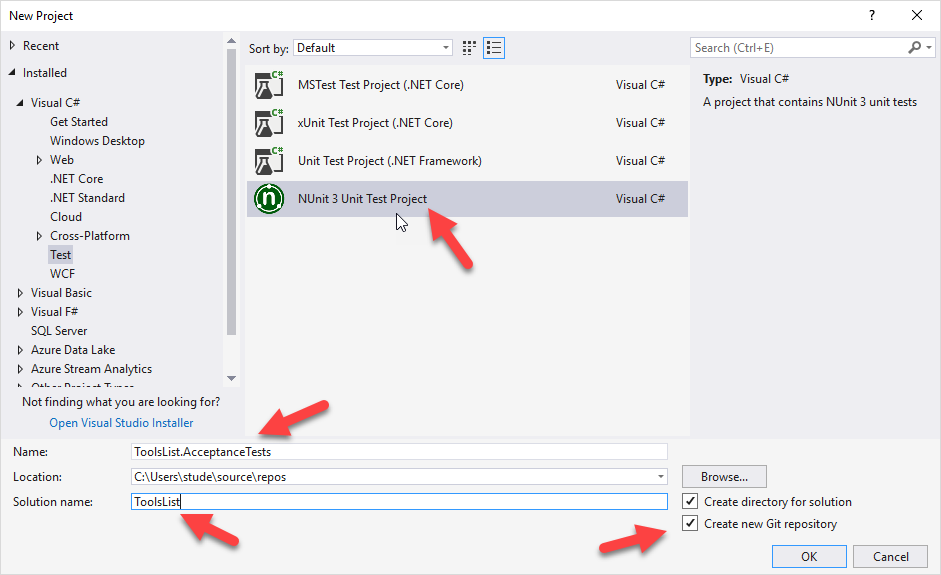 New Project
?
Recent
Installed
Visual C#
Get Started
Windows Desktop
Web
.NET Core
.NET Standard
Cloud
Cross-Platform
Test
WCF
Visual Basic
Visual F#
SQL Server
Azure Data Lake
Azure Stream Analytics
Other Project Types
Not finding what you are looking for?
Open Visual Studio Installer
Sort by: Default
C# MSTest Test Project (.NET Core) Visual C#
C# xUnit Test Project (.NET Core) Visual C#
C# Unit Test Project (.NET Framework) Visual C#
n NUnit 3 Unit Test Project Visual C#
Search (Ctrl+E)
Type: Visual C#
A project that contains NUnit 3 unit tests
Name: ToolsList.AcceptanceTests
Location: C:\Users\stude\source\repos Browse...
Solution name: ToolsList
Create directory for solution
Create new Git repository
OK Cancel